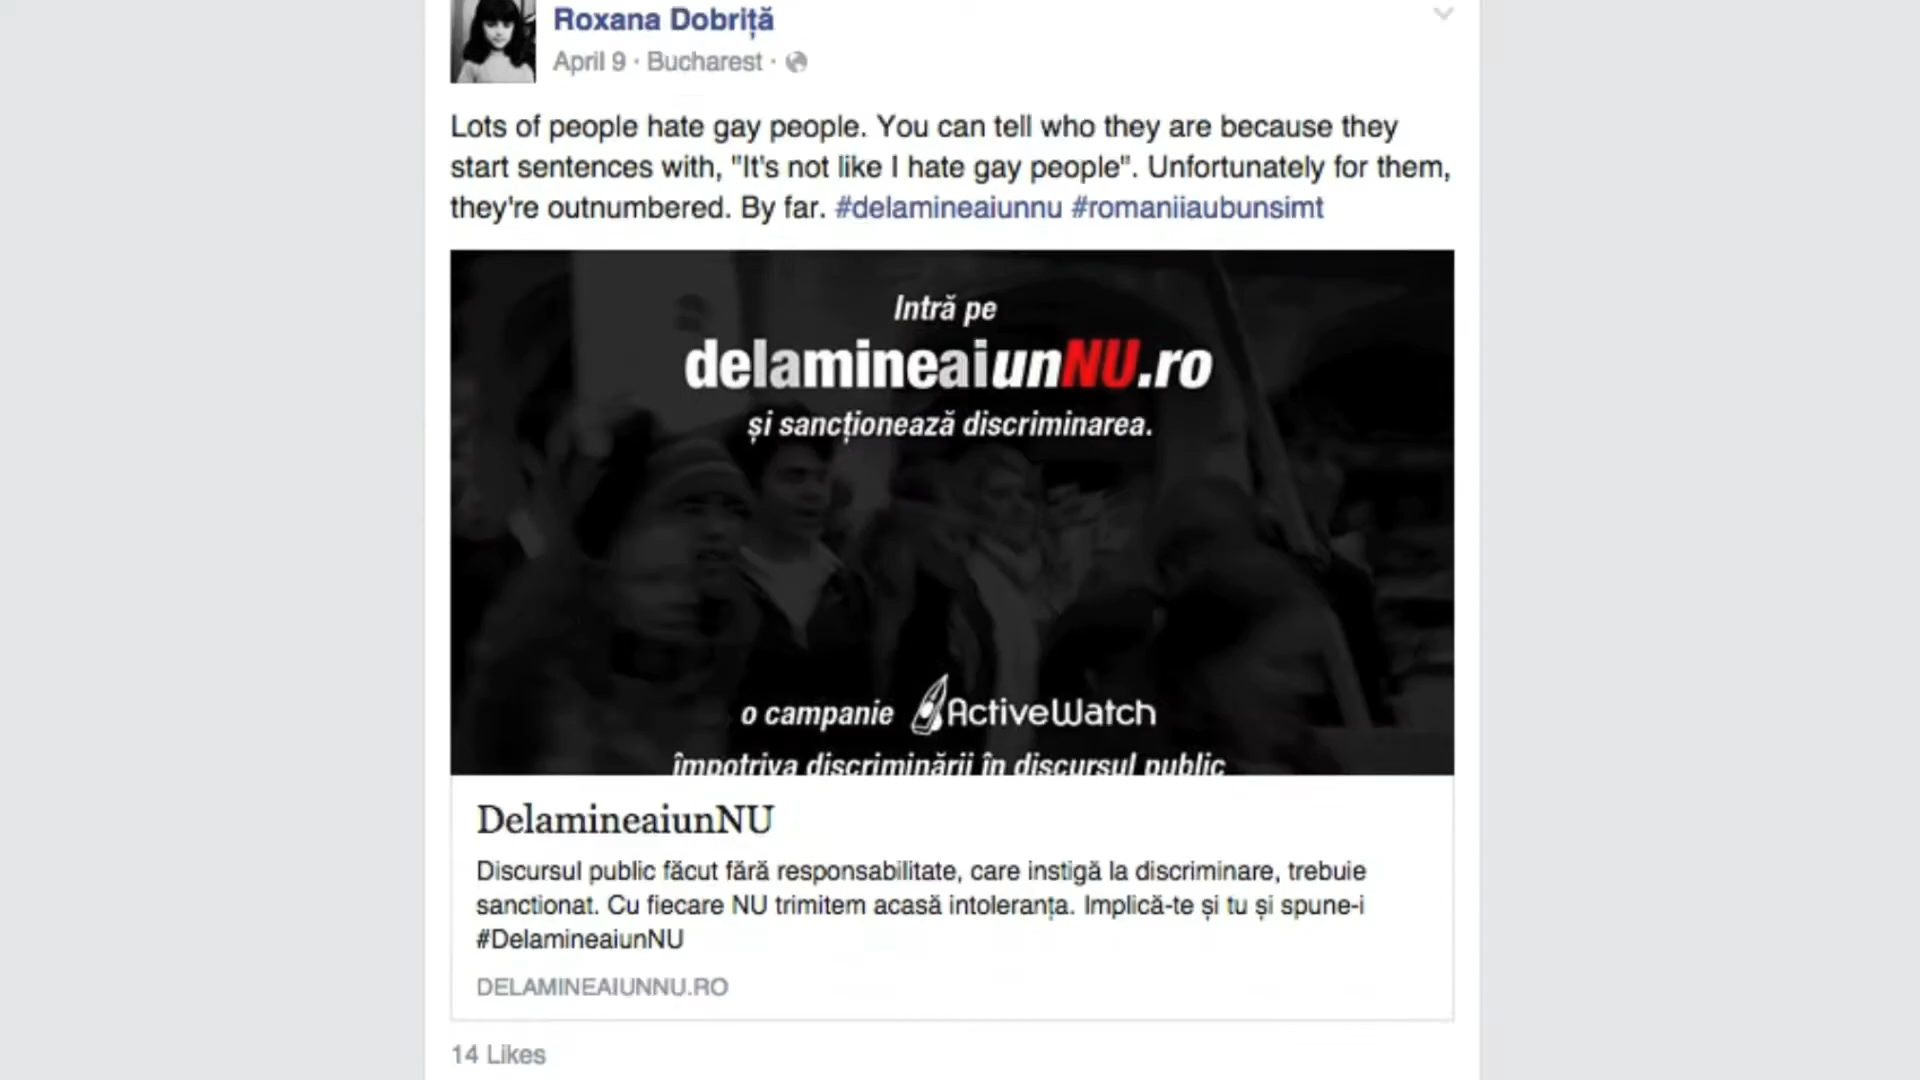 Roxana Dobriță
April 9 · Bucharest ·
Lots of people hate gay people. You can tell who they are because they
start sentences with, "It's not like I hate gay people". Unfortunately for them,
they're outnumbered. By far. #delamineaiunnu #romaniiaubunsimt
Intră pe
delamineaiunNU.ro
și sancționează discriminarea.
o campanie ActiveWatch
împotriva discriminării în discursul public
DelamineaiunNU
Discursul public făcut fără responsabilitate, care instigă la discriminare, trebuie
sanctionat. Cu fiecare NU trimitem acasă intoleranța. Implică-te și tu și spune-i
#DelamineaiunNU
DELAMINEAIUNNU.RO
14 Likes